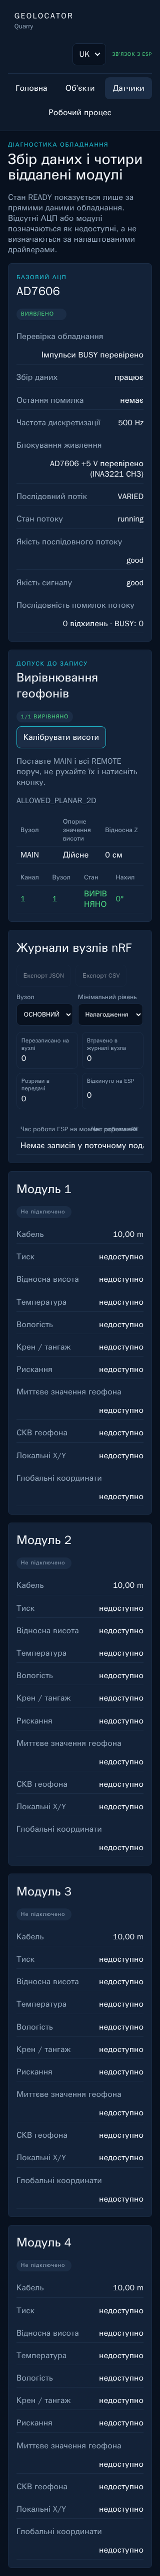 GEOLOCATOR
Quarry
UK
ЗВ'ЯЗОК З ESP
Головна
Об'єкти
Датчики
Робочий процес
ДІАГНОСТИКА ОБЛАДНАННЯ
Збір даних і чотири
віддалені модулі
Стан READY показується лише за
прямими даними обладнання.
Відсутні АЦП або модулі
позначаються як недоступні, а не
визначаються за налаштованими
драйверами.
БАЗОВИЙ АЦП
AD7606
ВИЯВЛЕНО
Перевірка обладнання
Імпульси BUSY перевірено
Збір даних працює
Остання помилка немає
Частота дискретизації 500 Hz
Блокування живлення
AD7606 +5 V перевірено
(INA3221 CH3)
Послідовний потік VARIED
Стан потоку running
Якість послідовного потоку
good
Якість сигналу good
Послідовність помилок потоку
0 відхилень · BUSY: 0
ДОПУСК ДО ЗАПИСУ
Вирівнювання
геофонів
1/1 ВИРІВНЯНО
Калібрувати висоти
Поставте MAIN і всі REMOTE
поруч, не рухайте їх і натисніть
кнопку.
ALLOWED_PLANAR_2D
Вузол Опорне значення висоти Відносна Z
MAIN Дійсне 0 см
Канал Вузол Стан Нахил
1 1 ВИРІВНЯНО 0°
Журнали вузлів nRF
Експорт JSON Експорт CSV
Вузол Мінімальний рівень
ОСНОВНИЙ Налагодження
Перезаписано на вузлі
0
Втрачено в журналі вузла
0
Розриви в передачі
0
Відкинуто на ESP
0
Час роботи ESP на момент
Немає записів у поточному
Модуль 1
Не підключено
Кабель 10,00 m
Тиск недоступно
Відносна висота недоступно
Температура недоступно
Вологість недоступно
Крен / тангаж недоступно
Рискання недоступно
Миттєве значення геофона
недоступно
СКВ геофона недоступно
Локальні X/Y недоступно
Глобальні координати
недоступно
Модуль 2
Не підключено
Кабель 10,00 m
Тиск недоступно
Відносна висота недоступно
Температура недоступно
Вологість недоступно
Крен / тангаж недоступно
Рискання недоступно
Миттєве значення геофона
недоступно
СКВ геофона недоступно
Локальні X/Y недоступно
Глобальні координати
недоступно
Модуль 3
Не підключено
Кабель 10,00 m
Тиск недоступно
Відносна висота недоступно
Температура недоступно
Вологість недоступно
Крен / тангаж недоступно
Рискання недоступно
Миттєве значення геофона
недоступно
СКВ геофона недоступно
Локальні X/Y недоступно
Глобальні координати
недоступно
Модуль 4
Не підключено
Кабель 10,00 m
Тиск недоступно
Відносна висота недоступно
Температура недоступно
Вологість недоступно
Крен / тангаж недоступно
Рискання недоступно
Миттєве значення геофона
недоступно
СКВ геофона недоступно
Локальні X/Y недоступно
Глобальні координати
недоступно